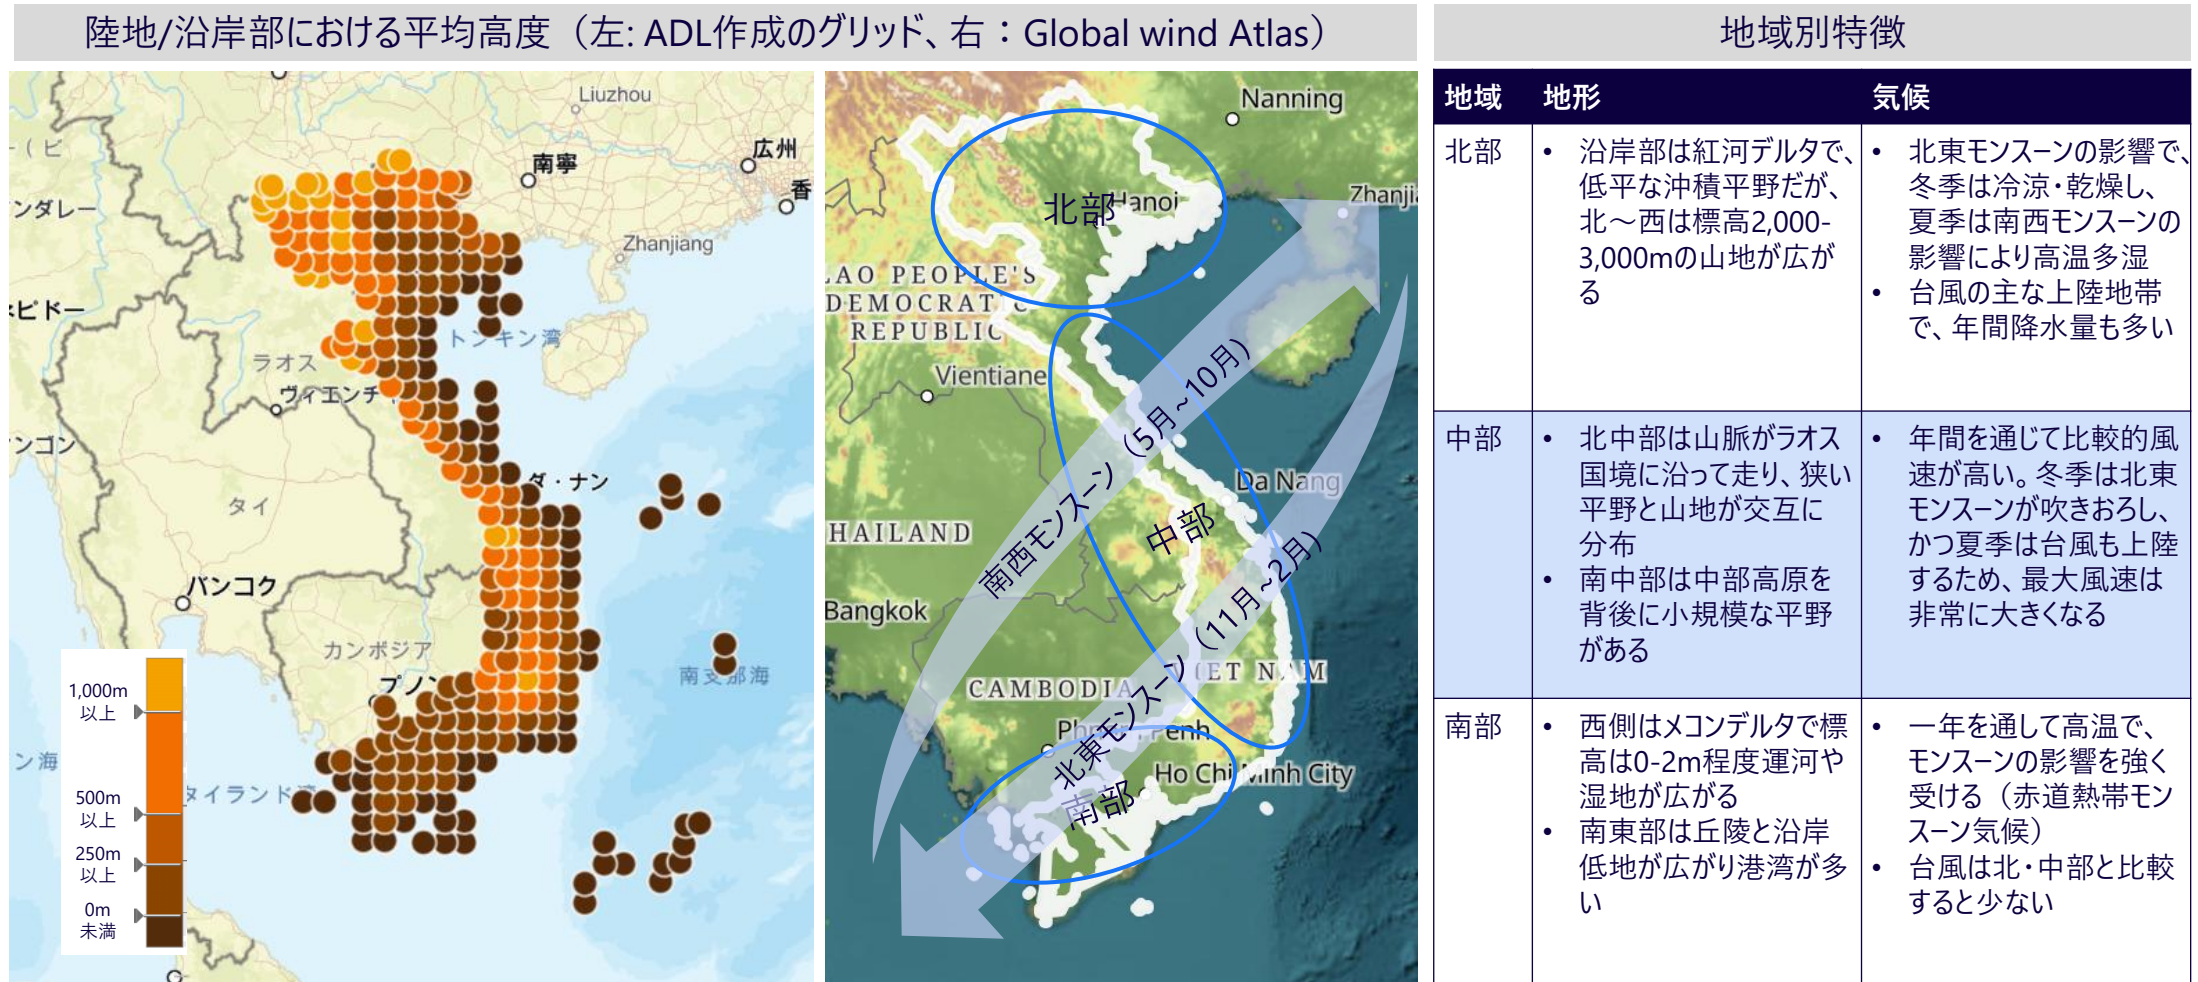 陸地/沿岸部における平均高度（左: ADL作成のグリッド、右：Global wind Atlas）
地域別特徴
Liuzhou
広州
南寧
香
ンダレー
Zhanjiang
ピドー
トンキン湾
ラオス
ヴィエンチ
ンゴン
ダ・ナン
タイ
バンコク
カンボジア
プノン
南支那海
ン海
タイランド湾
1,000m
以上
500m
以上
250m
以上
0m
未満
Nanning
Hanoi
北部
Zhanji
LAO PEOPLE'S
DEMOCRATIC
REPUBLIC
Vientiane
南西モンスーン（5月~10月）
Da Nang
中部
HAILAND
Bangkok
北東モンスーン（11月~2月）
VIET NAM
CAMBODIA
Phnom Penh
Ho Chi Minh City
南部
地域
地形
気候
北部
• 沿岸部は紅河デルタで、
低平な沖積平野だが、
北～西は標高2,000-
3,000mの山地が広が
る
• 北東モンスーンの影響で、
冬季は冷涼・乾燥し、
夏季は南西モンスーンの
影響により高温多湿
• 台風の主な上陸地帯
で、年間降水量も多い
中部
• 北中部は山脈がラオス
国境に沿って走り、狭い
平野と山地が交互に
分布
• 南中部は中部高原を
背後に小規模な平野
がある
• 年間を通じて比較的風
速が高い。冬季は北東
モンスーンが吹きおろし、
かつ夏季は台風も上陸
するため、最大風速は
非常に大きくなる
南部
• 西側はメコンデルタで標
高は0-2m程度運河や
湿地が広がる
• 南東部は丘陵と沿岸
低地が広がり港湾が多
い
• 一年を通して高温で、
モンスーンの影響を強く
受ける（赤道熱帯モン
スーン気候）
• 台風は北・中部と比較
すると少ない